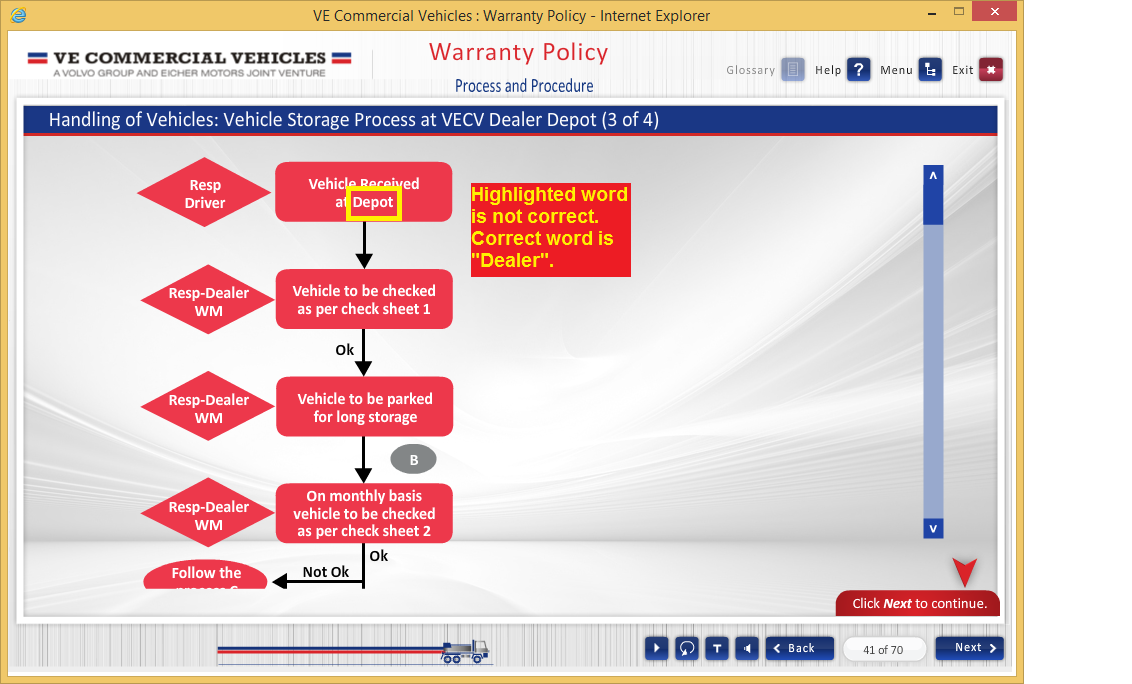 VE Commercial Vehicles : Warranty Policy - Internet Explorer
VE COMMERCIAL VEHICLES
A VOLVO GROUP AND EICHER MOTORS JOINT VENTURE
Warranty Policy
Process and Procedure
Glossary
Help ?
Menu
Exit
Handling of Vehicles: Vehicle Storage Process at VECV Dealer Depot (3 of 4)
Resp
Driver
Vehicle Received
at Depot
Highlighted word
is not correct.
Correct word is
"Dealer".
Resp-Dealer
WM
Vehicle to be checked
as per check sheet 1
Ok
Resp-Dealer
WM
Vehicle to be parked
for long storage
B
Resp-Dealer
WM
On monthly basis
vehicle to be checked
as per check sheet 2
Ok
Not Ok
Follow the
Click Next to continue.
T
Back
41 of 70
Next